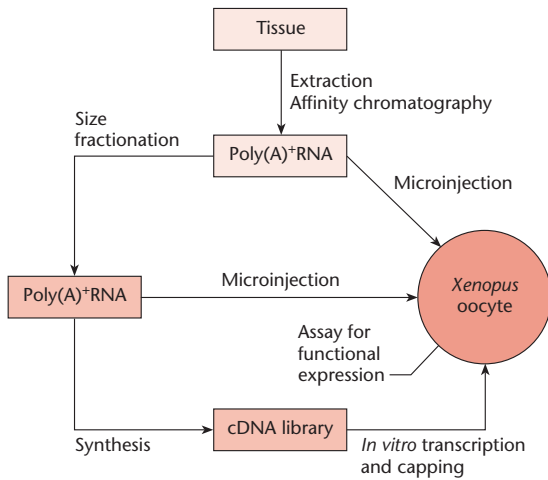 Tissue
Extraction
Affinity chromatography
Size
fractionation
Poly(A)⁺RNA
Microinjection
Poly(A)⁺RNA
Microinjection
Xenopus
oocyte
Assay for
functional
expression
Synthesis
cDNA library
In vitro transcription
and capping